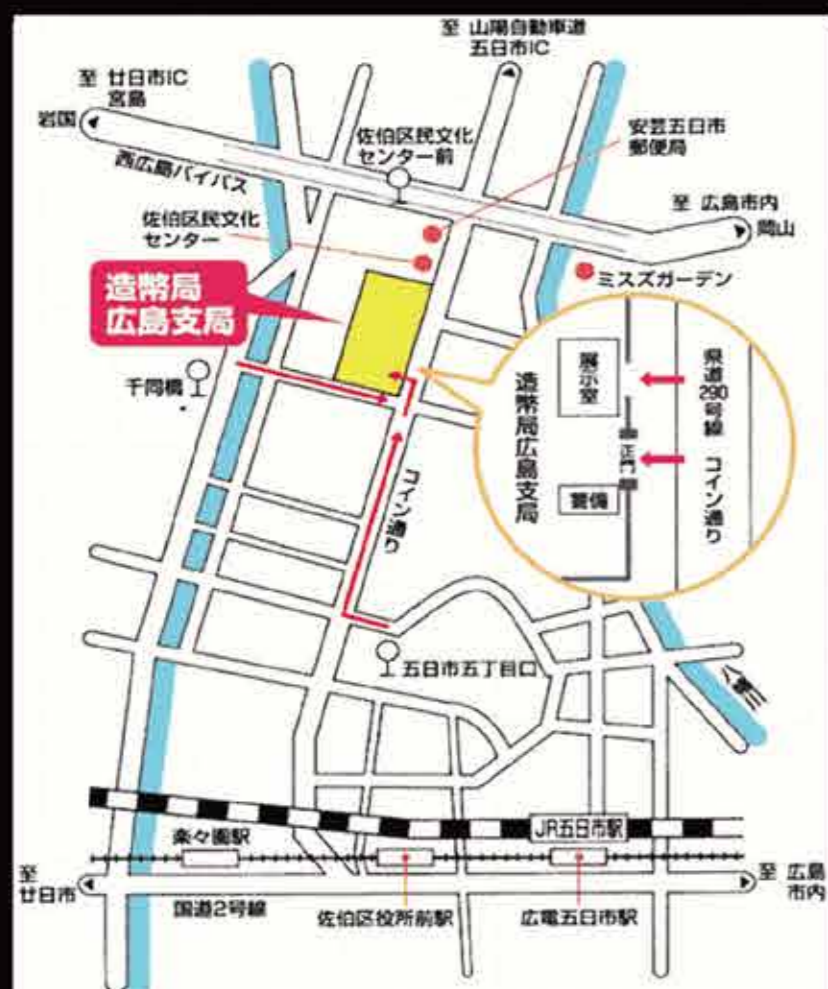 至 山陽自動車道
五日市IC
至 廿日市IC
宮島
岩国
西広島バイパス
佐伯区民文化
センター前
安芸五日市
郵便局
至 広島市内
岡山
佐伯区民文化
センター
ミスズガーデン
造幣局
広島支局
千同橋
展示室
造幣局広島支局
正門
警備
県道290号線 コイン通り
コイン通り
五日市五丁目口
八幡川
JR五日市駅
楽々園駅
至
廿日市
国道2号線
佐伯区役所前駅
広電五日市駅
至 広島
市内